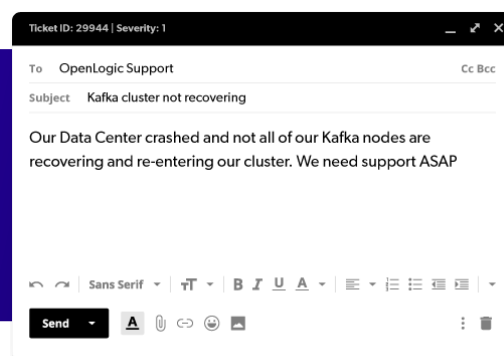 Ticket ID: 29944 | Severity: 1
To OpenLogic Support Cc Bcc
Subject Kafka cluster not recovering
Our Data Center crashed and not all of our Kafka nodes are
recovering and re-entering our cluster. We need support ASAP
Sans Serif
Send